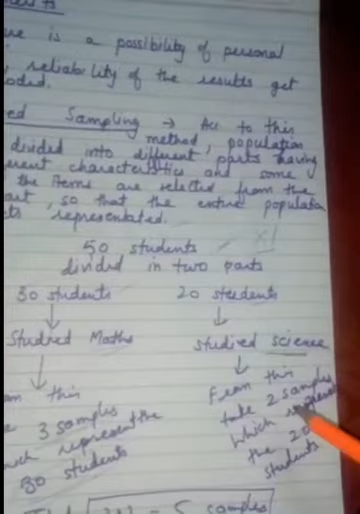 is a possibility of personal
reliability of the results get
Sampling → Acc to this
method, population
divided into different parts having
characteristics and some
the items are selected from the
, so that the entire population
represented.
50 students XI
divided in two parts
30 students 20 students
Studied Maths Studied science
this From this
3 samples take 2 samples
represent the which
30 students the 20
students
= 5 samples